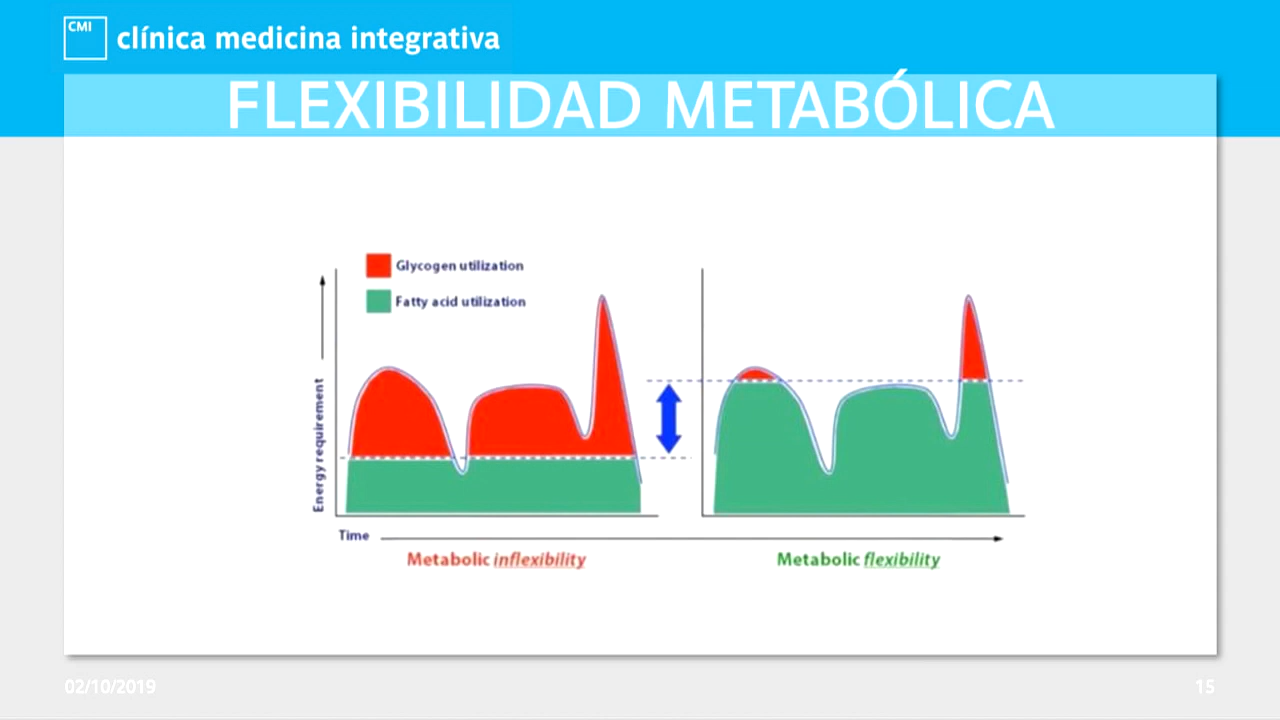 CMI
clínica medicina integrativa
FLEXIBILIDAD METABÓLICA
Glycogen utilization
Fatty acid utilization
Energy requirement
Time
Metabolic inflexibility
Metabolic flexibility
02/10/2019
15